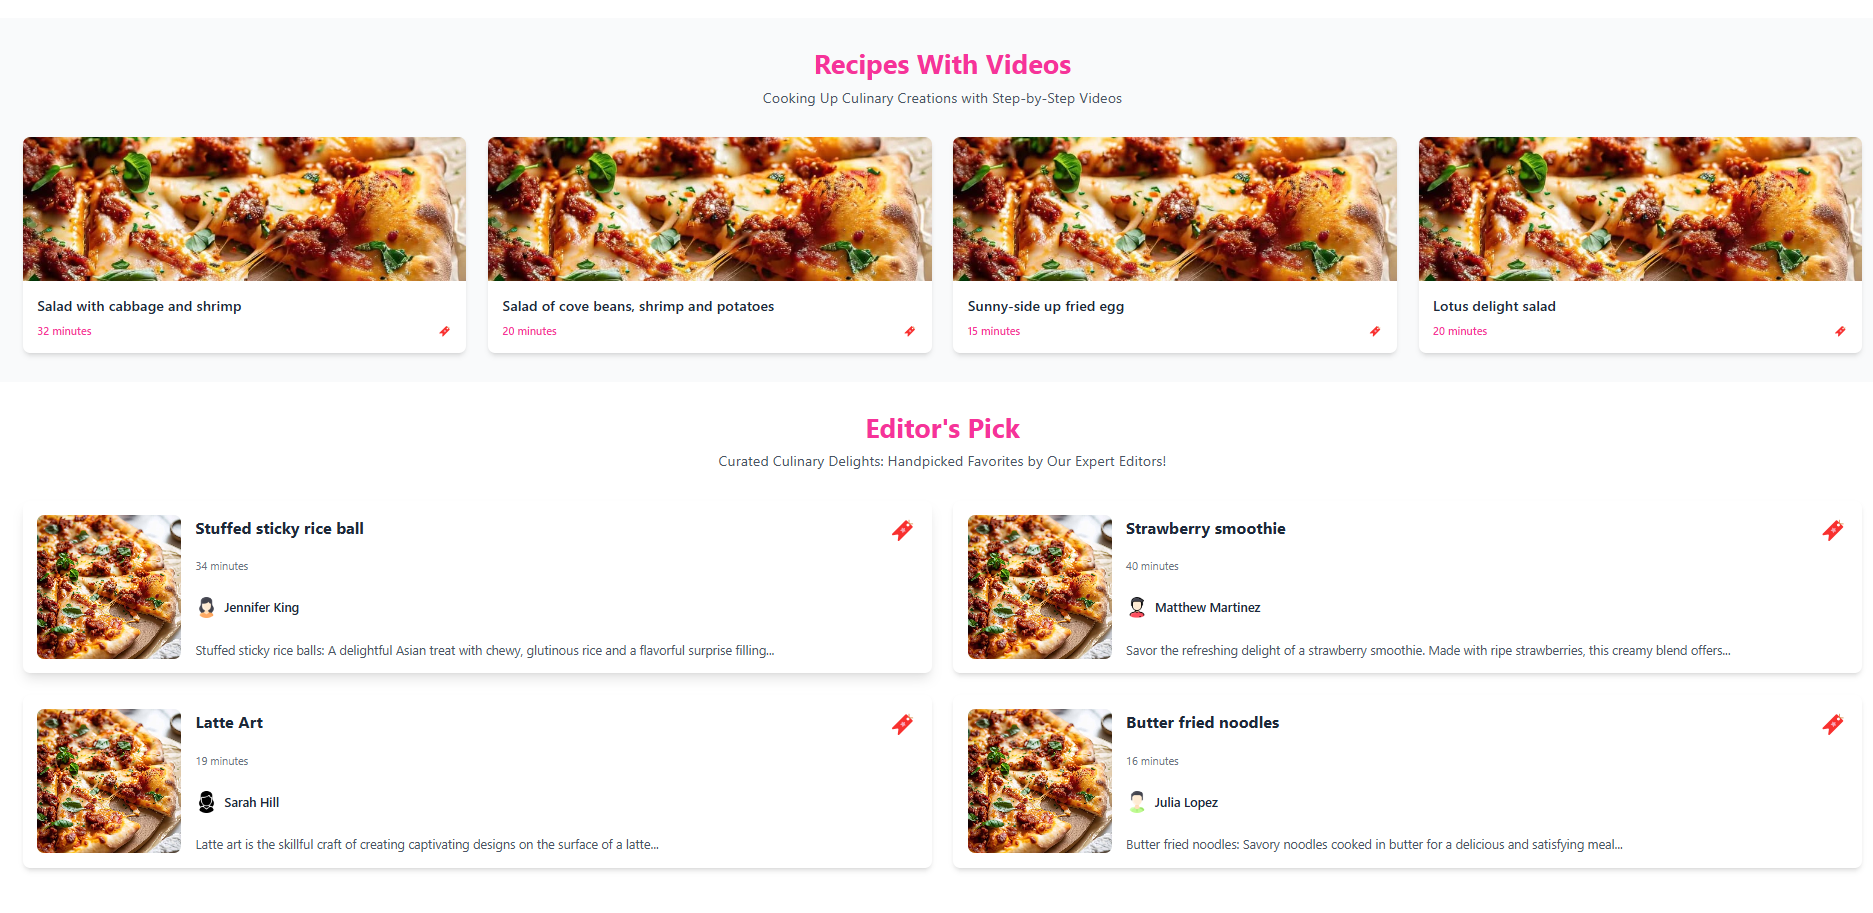 Recipes With Videos
Cooking Up Culinary Creations with Step-by-Step Videos
Salad with cabbage and shrimp
32 minutes
Salad of cove beans, shrimp and potatoes
20 minutes
Sunny-side up fried egg
15 minutes
Lotus delight salad
20 minutes
Editor's Pick
Curated Culinary Delights: Handpicked Favorites by Our Expert Editors!
Stuffed sticky rice ball
34 minutes
Jennifer King
Stuffed sticky rice balls: A delightful Asian treat with chewy, glutinous rice and a flavorful surprise filling...
Strawberry smoothie
40 minutes
Matthew Martinez
Savor the refreshing delight of a strawberry smoothie. Made with ripe strawberries, this creamy blend offers...
Latte Art
19 minutes
Sarah Hill
Latte art is the skillful craft of creating captivating designs on the surface of a latte...
Butter fried noodles
16 minutes
Julia Lopez
Butter fried noodles: Savory noodles cooked in butter for a delicious and satisfying meal...